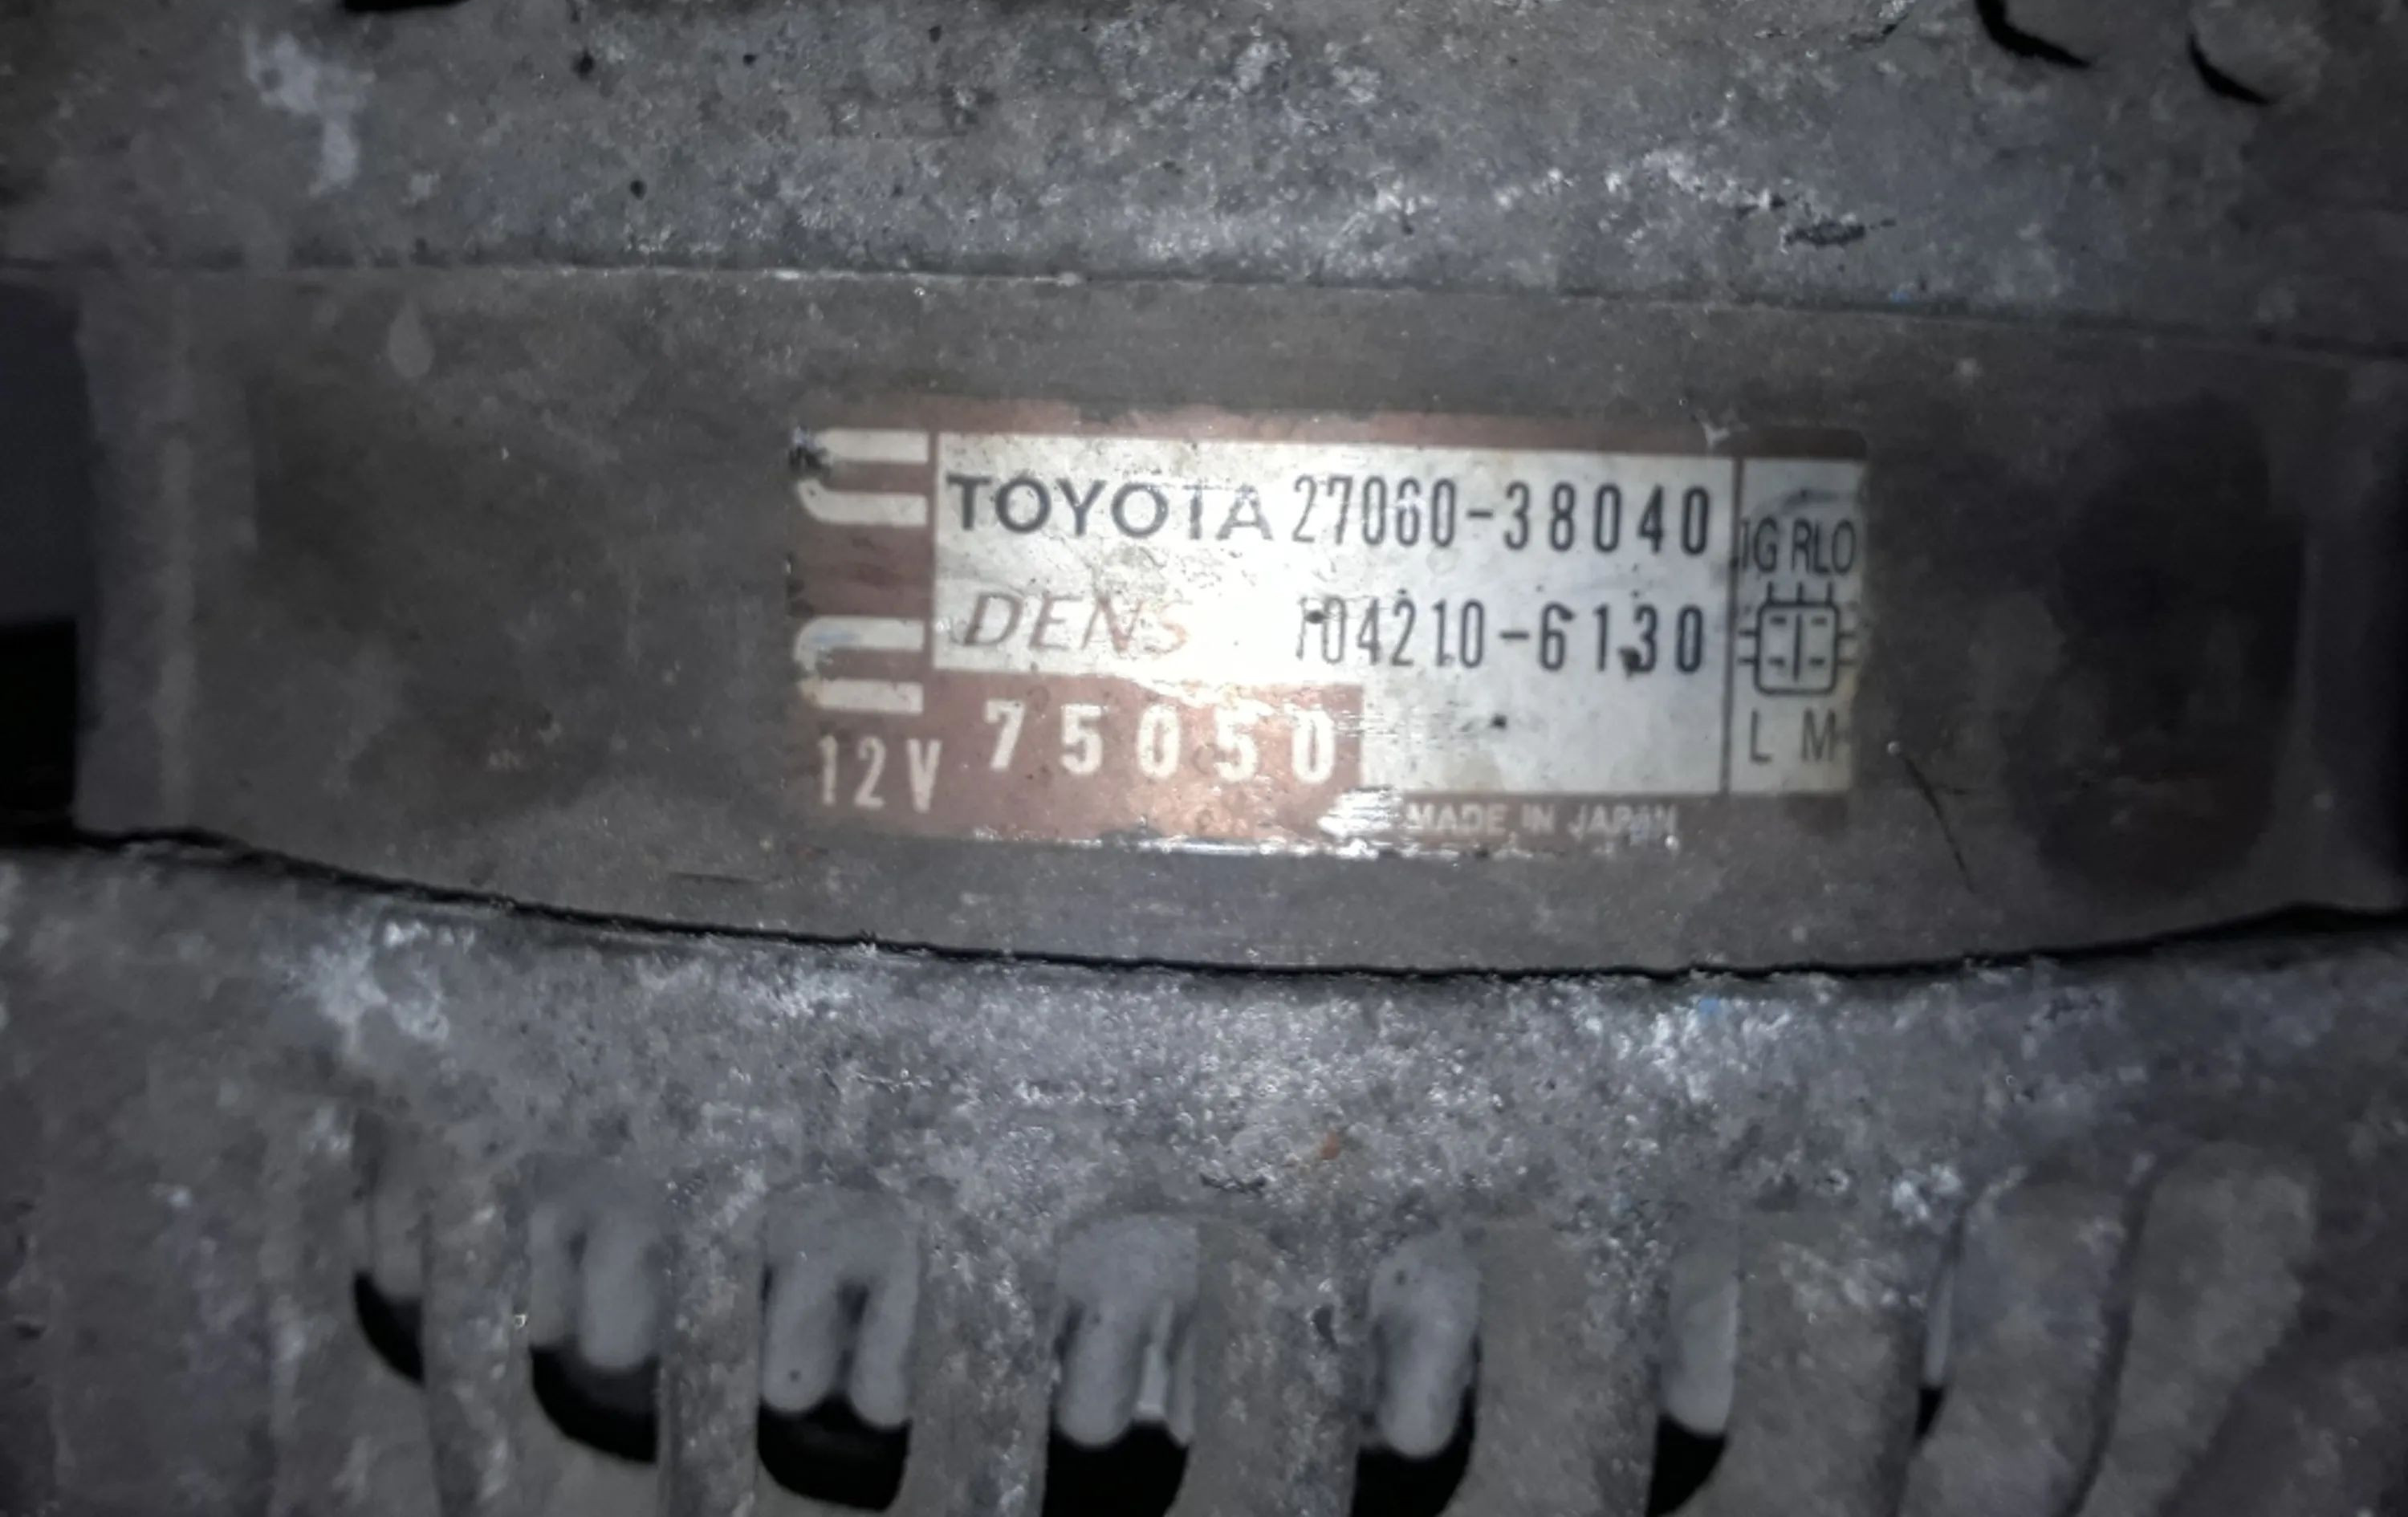 TOYOTA 27060-38040
DENS 104210-6130
IG RLO
L M
12V 75050
MADE IN JAPAN